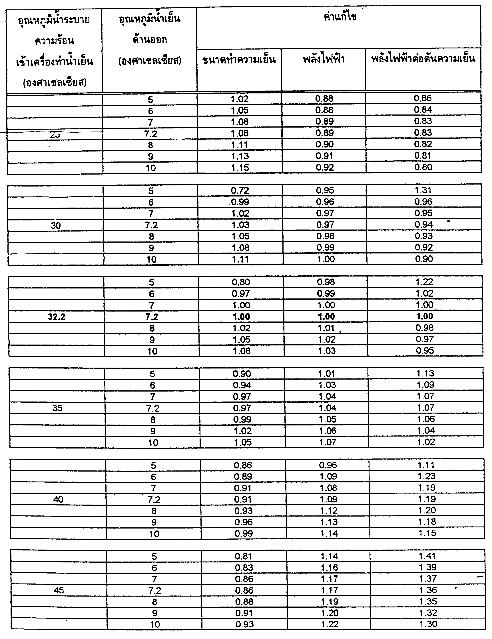 อุณหภูมิน้ำระบาย อุณหภูมิน้ำเย็น ค่าแก้ไข
ความร้อน ด้านออก
เข้าเครื่องทำน้ำเย็น (องศาเซลเซียส) ขนาดทำความเย็น พลังไฟฟ้า พลังไฟฟ้าต่อตันความเย็น
(องศาเซลเซียส)
5 1.02 0.88 0.86
6 1.05 0.88 0.84
7 1.08 0.89 0.83
25 7.2 1.08 0.89 0.83
8 1.11 0.90 0.82
9 1.13 0.91 0.81
10 1.15 0.92 0.80
5 0.72 0.95 1.31
6 0.99 0.96 0.96
7 1.02 0.97 0.95
30 7.2 1.03 0.97 0.94
8 1.05 0.98 0.93
9 1.08 0.99 0.92
10 1.11 1.00 0.90
5 0.80 0.98 1.22
6 0.97 0.99 1.02
7 1.00 1.00 1.00
32.2 7.2 1.00 1.00 1.00
8 1.02 1.01 0.98
9 1.05 1.02 0.97
10 1.08 1.03 0.95
5 0.90 1.01 1.13
6 0.94 1.03 1.09
7 0.97 1.04 1.07
35 7.2 0.97 1.04 1.07
8 0.99 1.05 1.06
9 1.02 1.06 1.04
10 1.05 1.07 1.02
5 0.86 0.96 1.11
6 0.89 1.09 1.23
7 0.91 1.08 1.19
40 7.2 0.91 1.09 1.19
8 0.93 1.12 1.20
9 0.96 1.13 1.18
10 0.99 1.14 1.15
5 0.81 1.14 1.41
6 0.83 1.16 1.39
7 0.86 1.17 1.37
45 7.2 0.86 1.17 1.36
8 0.88 1.19 1.35
9 0.91 1.20 1.32
10 0.93 1.22 1.30